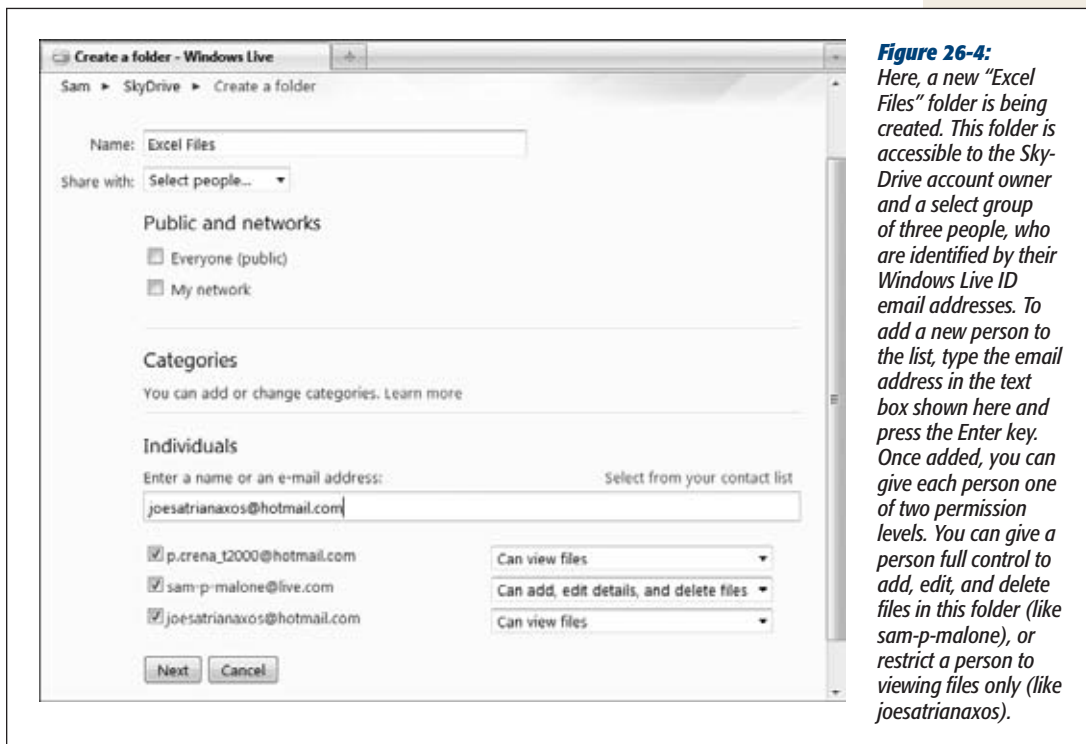 Create a folder - Windows Live
Sam ▸ SkyDrive ▸ Create a folder
Name: Excel Files
Share with: Select people...
Public and networks
Everyone (public)
My network
Categories
You can add or change categories. Learn more
Individuals
Enter a name or an e-mail address: Select from your contact list
joesatrianaxos@hotmail.com
p.crena_t2000@hotmail.com Can view files
sam-p-malone@live.com Can add, edit details, and delete files
joesatrianaxos@hotmail.com Can view files
Next Cancel
Figure 26-4:
Here, a new “Excel
Files” folder is being
created. This folder is
accessible to the Sky-
Drive account owner
and a select group
of three people, who
are identified by their
Windows Live ID
email addresses. To
add a new person to
the list, type the email
address in the text
box shown here and
press the Enter key.
Once added, you can
give each person one
of two permission
levels. You can give a
person full control to
add, edit, and delete
files in this folder (like
sam-p-malone), or
restrict a person to
viewing files only (like
joesatrianaxos).